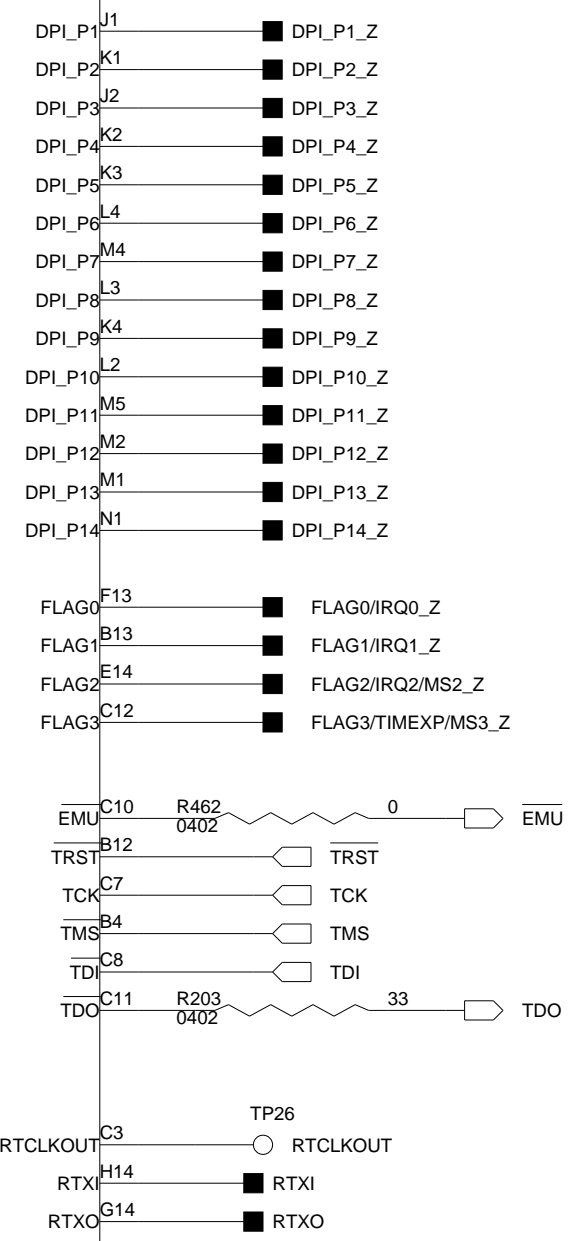 DPI_P1 J1 DPI_P1_Z
DPI_P2 K1 DPI_P2_Z
DPI_P3 J2 DPI_P3_Z
DPI_P4 K2 DPI_P4_Z
DPI_P5 K3 DPI_P5_Z
DPI_P6 L4 DPI_P6_Z
DPI_P7 M4 DPI_P7_Z
DPI_P8 L3 DPI_P8_Z
DPI_P9 K4 DPI_P9_Z
DPI_P10 L2 DPI_P10_Z
DPI_P11 M5 DPI_P11_Z
DPI_P12 M2 DPI_P12_Z
DPI_P13 M1 DPI_P13_Z
DPI_P14 N1 DPI_P14_Z
FLAG0 F13 FLAG0/IRQ0_Z
FLAG1 B13 FLAG1/IRQ1_Z
FLAG2 E14 FLAG2/IRQ2/MS2_Z
FLAG3 C12 FLAG3/TIMEXP/MS3_Z
EMU C10 R462 0 EMU
0402
TRST B12 TRST
TCK C7 TCK
TMS B4 TMS
TDI C8 TDI
TDO C11 R203 33 TDO
0402
TP26
RTCLKOUT C3 RTCLKOUT
RTXI H14 RTXI
RTXO G14 RTXO